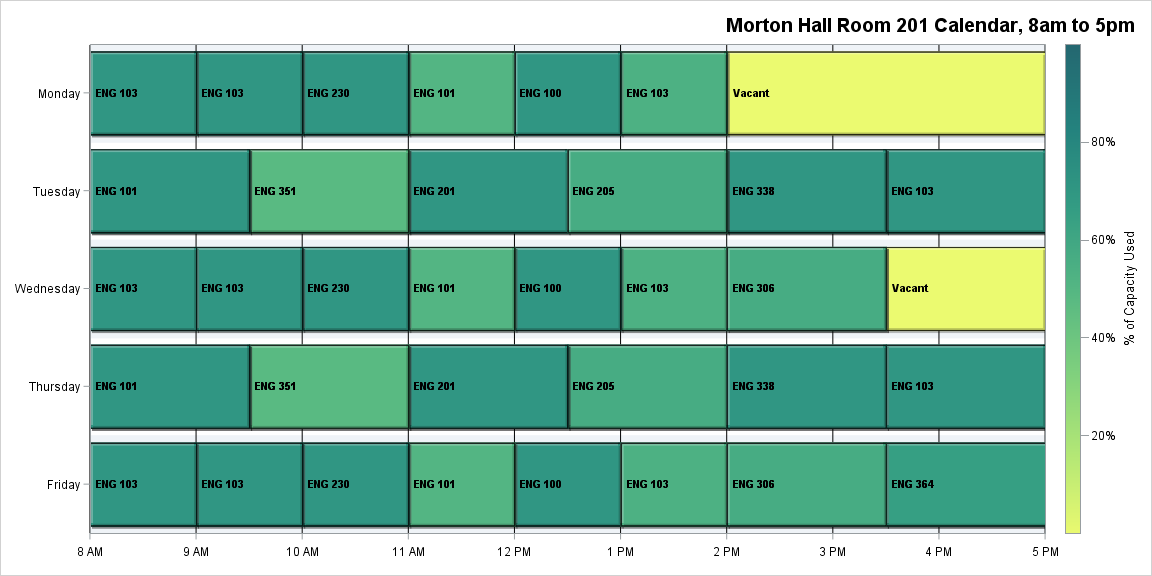 Morton Hall Room 201 Calendar, 8am to 5pm
Monday ENG 103 ENG 103 ENG 230 ENG 101 ENG 100 ENG 103 Vacant
80%
Tuesday ENG 101 ENG 351 ENG 201 ENG 205 ENG 338 ENG 103
60%
% of Capacity Used
Wednesday ENG 103 ENG 103 ENG 230 ENG 101 ENG 100 ENG 103 ENG 306 Vacant
40%
Thursday ENG 101 ENG 351 ENG 201 ENG 205 ENG 338 ENG 103
20%
Friday ENG 103 ENG 103 ENG 230 ENG 101 ENG 100 ENG 103 ENG 306 ENG 364
8 AM 9 AM 10 AM 11 AM 12 PM 1 PM 2 PM 3 PM 4 PM 5 PM